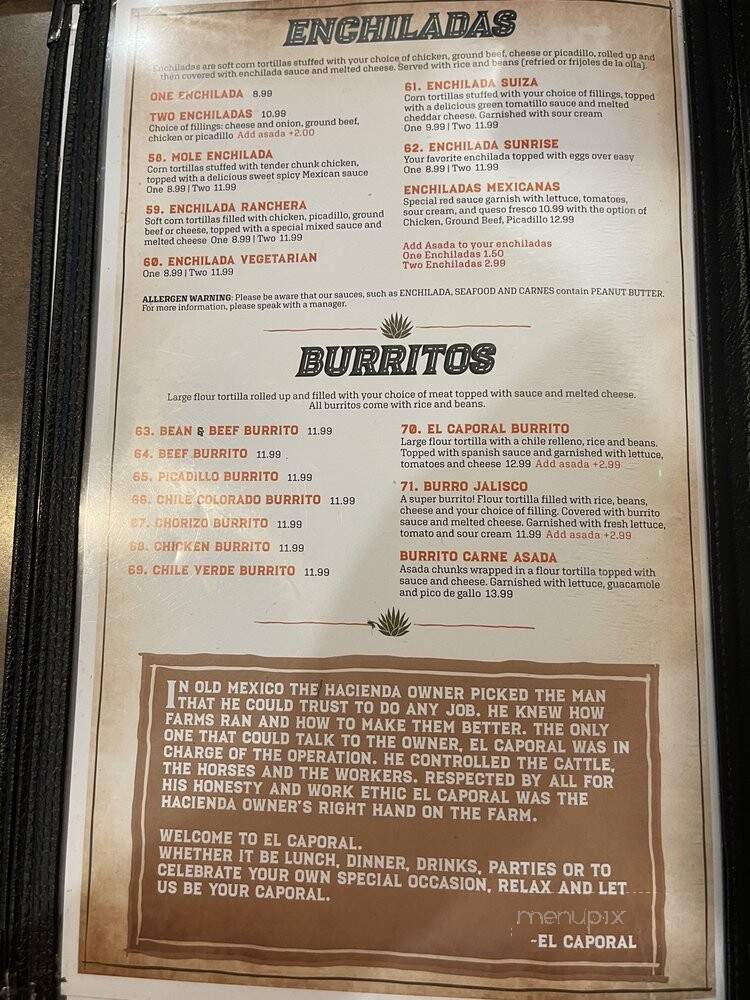 ENCHILADAS
Enchiladas are soft corn tortillas stuffed with your choice of chicken, ground beef, cheese or picadillo, rolled up and
then covered with enchilada sauce and melted cheese. Served with rice and beans (refried or frijoles de la olla).
ONE ENCHILADA 8.99
TWO ENCHILADAS 10.99
Choice of fillings: cheese and onion, ground beef,
chicken or picadillo Add asada +2.00
58. MOLE ENCHILADA
Corn tortillas stuffed with tender chunk chicken,
topped with a delicious sweet spicy Mexican sauce
One 8.99 | Two 11.99
59. ENCHILADA RANCHERA
Soft corn tortillas filled with chicken, picadillo, ground
beef or cheese, topped with a special mixed sauce and
melted cheese One 8.99 | Two 11.99
60. ENCHILADA VEGETARIAN
One 8.99 | Two 11.99
61. ENCHILADA SUIZA
Corn tortillas stuffed with your choice of fillings, topped
with a delicious green tomatillo sauce and melted
cheddar cheese. Garnished with sour cream
One 9.99 | Two 11.99
62. ENCHILADA SUNRISE
Your favorite enchilada topped with eggs over easy
One 8.99 | Two 11.99
ENCHILADAS MEXICANAS
Special red sauce garnish with lettuce, tomatoes,
sour cream, and queso fresco 10.99 with the option of
Chicken, Ground Beef, Picadillo 12.99
Add Asada to your enchiladas
One Enchiladas 1.50
Two Enchiladas 2.99
ALLERGEN WARNING: Please be aware that our sauces, such as ENCHILADA, SEAFOOD AND CARNES contain PEANUT BUTTER.
For more information, please speak with a manager.
BURRITOS
Large flour tortilla rolled up and filled with your choice of meat topped with sauce and melted cheese.
All burritos come with rice and beans.
63. BEAN & BEEF BURRITO 11.99
64. BEEF BURRITO 11.99
65. PICADILLO BURRITO 11.99
66. CHILE COLORADO BURRITO 11.99
67. CHORIZO BURRITO 11.99
68. CHICKEN BURRITO 11.99
69. CHILE VERDE BURRITO 11.99
70. EL CAPORAL BURRITO
Large flour tortilla with a chile relleno, rice and beans.
Topped with spanish sauce and garnished with lettuce,
tomatoes and cheese 12.99 Add asada +2.99
71. BURRO JALISCO
A super burrito! Flour tortilla filled with rice, beans,
cheese and your choice of filling. Covered with burrito
sauce and melted cheese. Garnished with fresh lettuce,
tomato and sour cream 11.99 Add asada +2.99
BURRITO CARNE ASADA
Asada chunks wrapped in a flour tortilla topped with
sauce and cheese. Garnished with lettuce, guacamole
and pico de gallo 13.99
IN OLD MEXICO THE HACIENDA OWNER PICKED THE MAN
THAT HE COULD TRUST TO DO ANY JOB. HE KNEW HOW
FARMS RAN AND HOW TO MAKE THEM BETTER. THE ONLY
ONE THAT COULD TALK TO THE OWNER, EL CAPORAL WAS IN
CHARGE OF THE OPERATION. HE CONTROLLED THE CATTLE,
THE HORSES AND THE WORKERS. RESPECTED BY ALL FOR
HIS HONESTY AND WORK ETHIC EL CAPORAL WAS THE
HACIENDA OWNER'S RIGHT HAND ON THE FARM.
WELCOME TO EL CAPORAL.
WHETHER IT BE LUNCH, DINNER, DRINKS, PARTIES OR TO
CELEBRATE YOUR OWN SPECIAL OCCASION, RELAX AND LET
US BE YOUR CAPORAL.
menupix
~EL CAPORAL